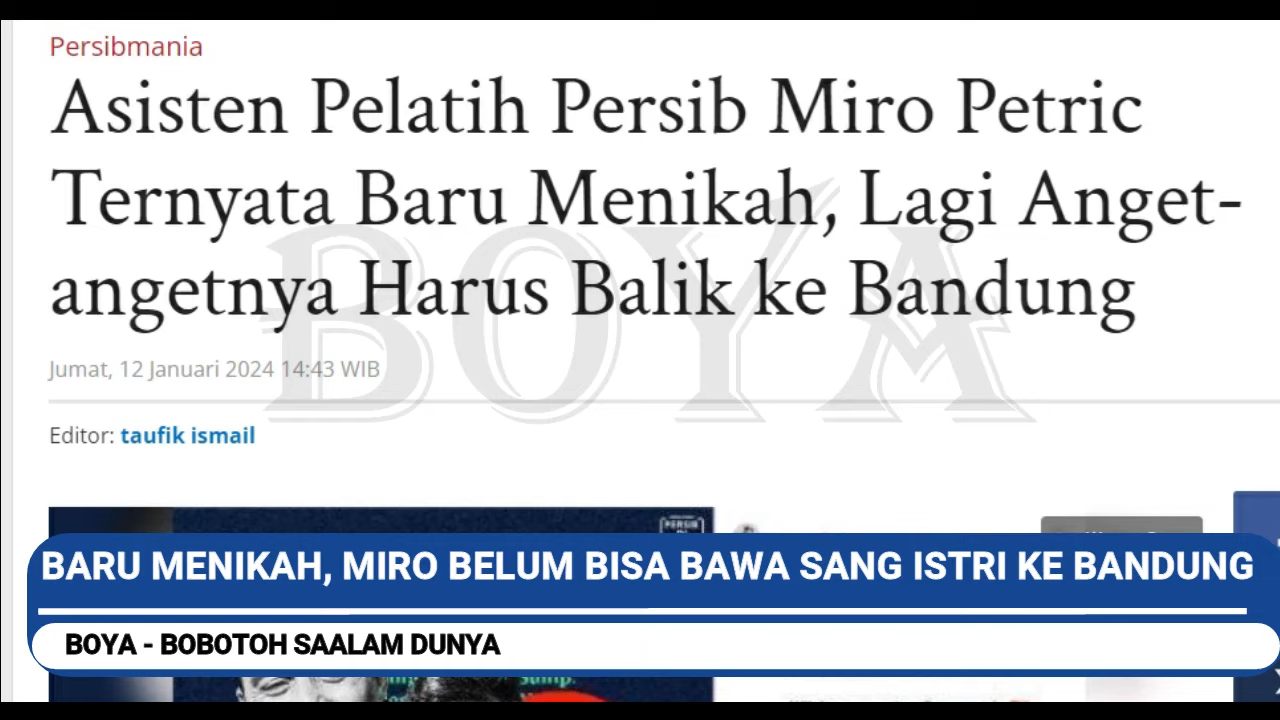 Persibmania
Asisten Pelatih Persib Miro Petric
Ternyata Baru Menikah, Lagi Anget-
angetnya Harus Balik ke Bandung
BOYA
Jumat, 12 Januari 2024 14:43 WIB
Editor: taufik ismail
PERSIB
BARU MENIKAH, MIRO BELUM BISA BAWA SANG ISTRI KE BANDUNG
BOYA - BOBOTOH SAALAM DUNYA